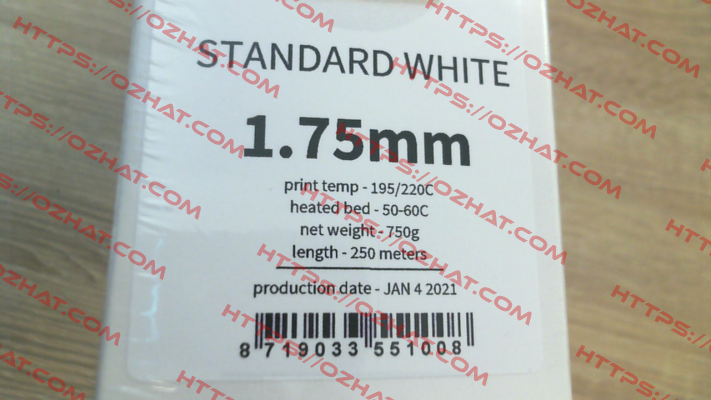 STANDARD WHITE
1.75mm
print temp - 195/220C
heated bed - 50-60C
net weight - 750g
length - 250 meters
production date - JAN 4 2021
8 719033 551008
HTTPS://OZHAT.COM